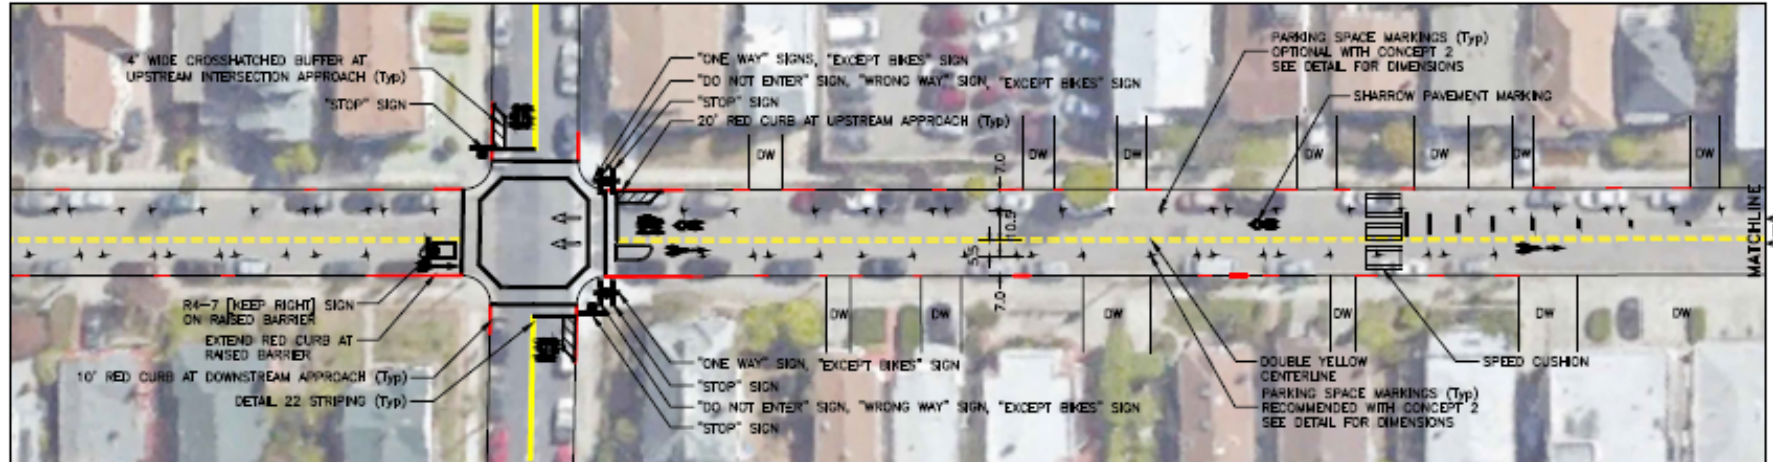 4' WIDE CROSSHATCHED BUFFER AT
UPSTREAM INTERSECTION APPROACH (Typ)
"STOP" SIGN
"ONE WAY" SIGNS, "EXCEPT BIKES" SIGN
"DO NOT ENTER" SIGN, "WRONG WAY" SIGN, "EXCEPT BIKES" SIGN
"STOP" SIGN
20' RED CURB AT UPSTREAM APPROACH (Typ)
PARKING SPACE MARKINGS (Typ)
OPTIONAL WITH CONCEPT 2
SEE DETAIL FOR DIMENSIONS
SHARROW PAVEMENT MARKING
DW
DW
DW
DW
DW
DW
DW
7.0
10.5
5.5
7.0
MATCHLINE
R4-7 [KEEP RIGHT] SIGN
ON RAISED BARRIER
EXTEND RED CURB AT
RAISED BARRIER
10' RED CURB AT DOWNSTREAM APPROACH (Typ)
DETAIL 22 STRIPING (Typ)
DW
DW
DW
DW
DW
DW
"ONE WAY" SIGN, "EXCEPT BIKES" SIGN
"STOP" SIGN
"DO NOT ENTER" SIGN, "WRONG WAY" SIGN, "EXCEPT BIKES" SIGN
"STOP" SIGN
DOUBLE YELLOW
CENTERLINE
PARKING SPACE MARKINGS (Typ)
RECOMMENDED WITH CONCEPT 2
SEE DETAIL FOR DIMENSIONS
SPEED CUSHION